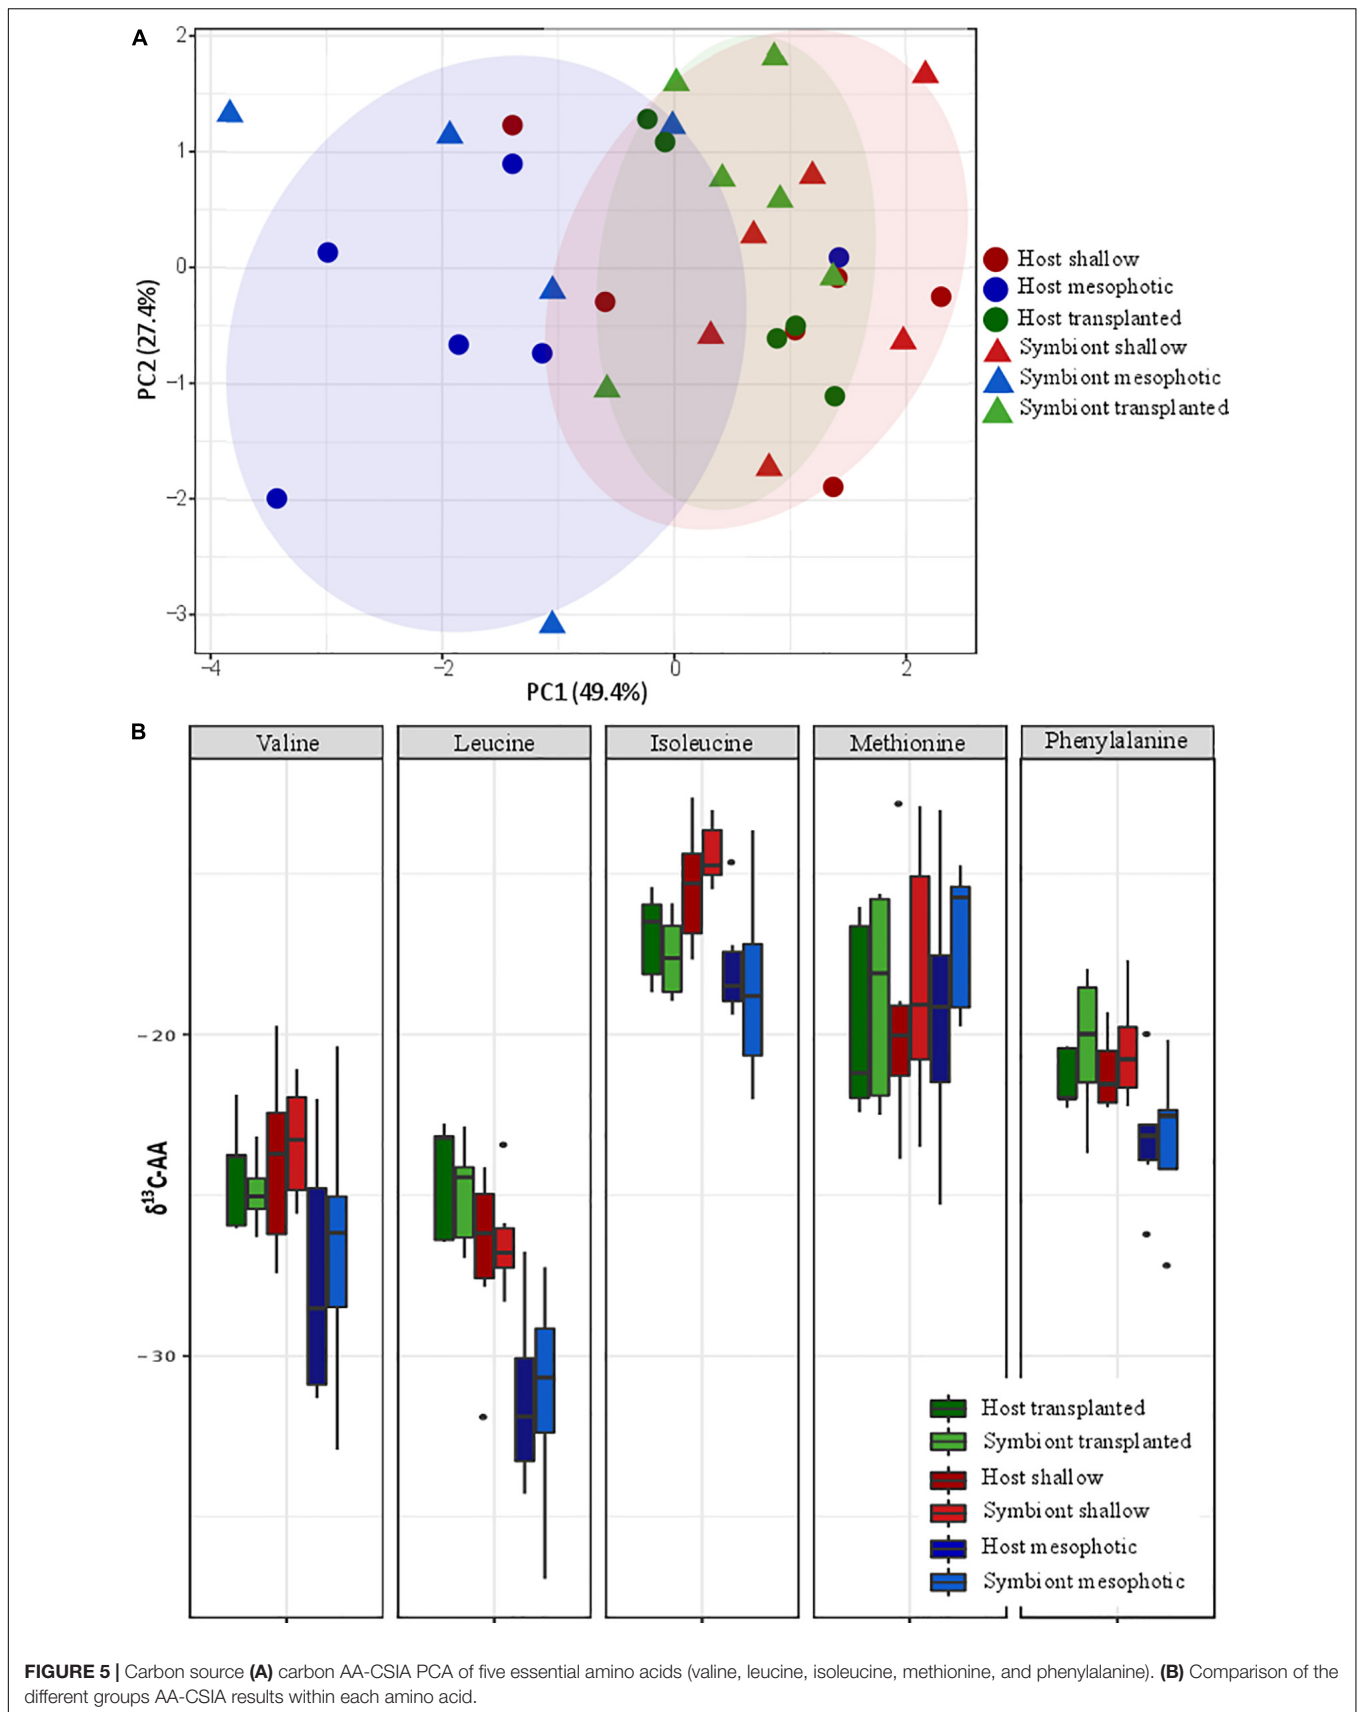 A
2
1
0
−1
−2
−3
PC2 (27.4%)
−4
−2
0
2
PC1 (49.4%)
Host shallow
Host mesophotic
Host transplanted
Symbiont shallow
Symbiont mesophotic
Symbiont transplanted
B
Valine
Leucine
Isoleucine
Methionine
Phenylalanine
−20
−30
δ¹³C-AA
Host transplanted
Symbiont transplanted
Host shallow
Symbiont shallow
Host mesophotic
Symbiont mesophotic
FIGURE 5 | Carbon source (A) carbon AA-CSIA PCA of five essential amino acids (valine, leucine, isoleucine, methionine, and phenylalanine). (B) Comparison of the
different groups AA-CSIA results within each amino acid.